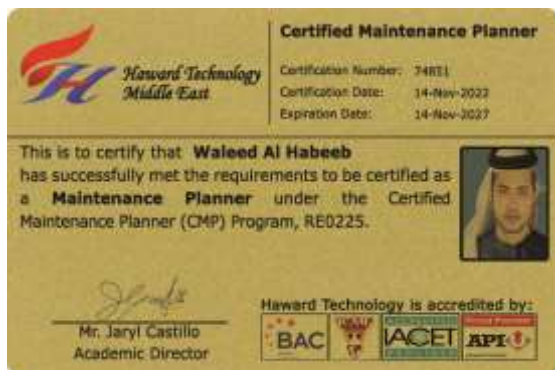 Haward Technology
Middle East
Certified Maintenance Planner
Certification Number: 74851
Certification Date: 14-Nov-2022
Expiration Date: 14-Nov-2027
This is to certify that Waleed Al Habeeb
has successfully met the requirements to be certified as
a Maintenance Planner under the Certified
Maintenance Planner (CMP) Program, RE0225.
Mr. Jaryl Castillo
Academic Director
Haward Technology is accredited by:
BAC
IACET
API